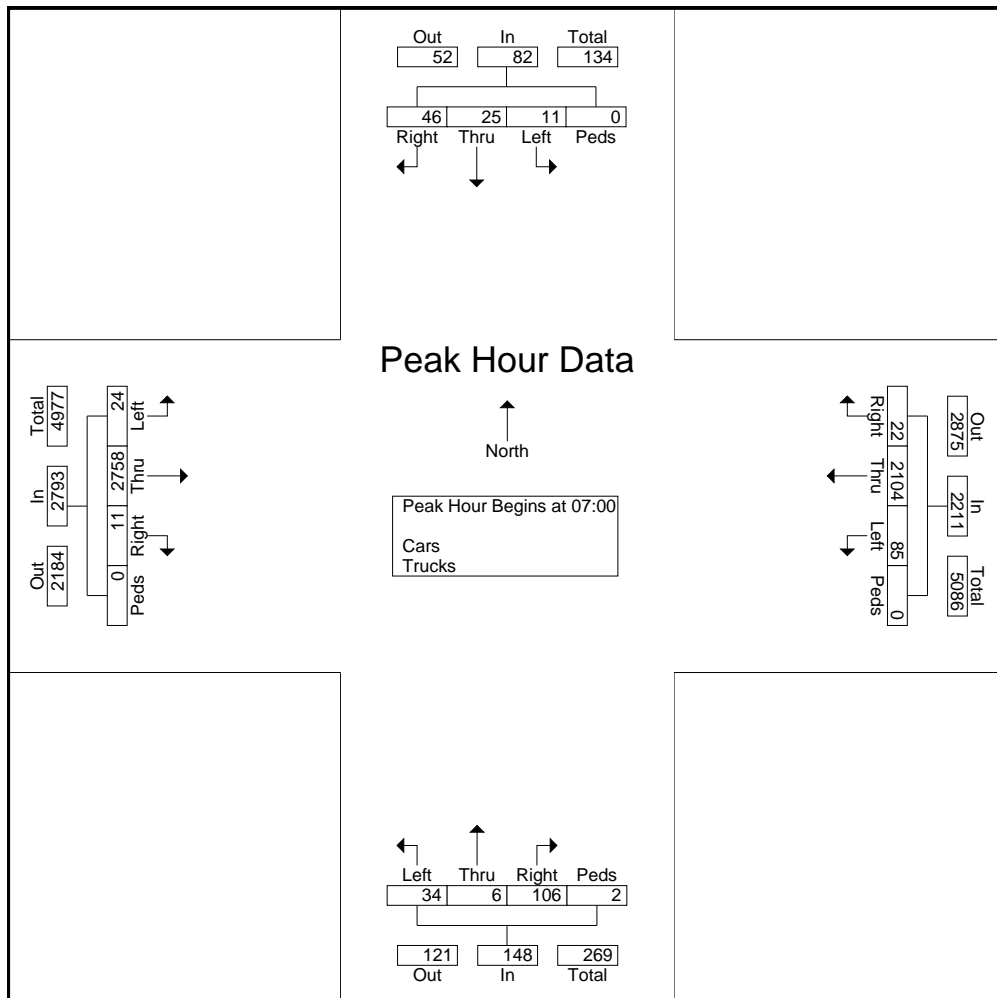 Out In Total
52 82 134
46 25 11 0
Right Thru Left Peds
Peak Hour Data
North
Peak Hour Begins at 07:00
Cars
Trucks
Total In Out
4977 2793 2184
24 2758 11 0
Left Thru Right Peds
Out In Total
2875 2211 5086
22 2104 85 0
Right Thru Left Peds
Left Thru Right Peds
34 6 106 2
121 148 269
Out In Total